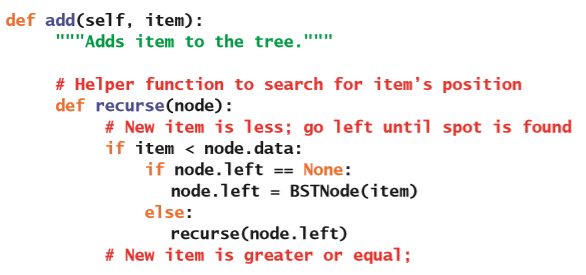 def add(self, item):
    """Adds item to the tree."""

    # Helper function to search for item’s position
    def recurse(node):
        # New item is less; go left until spot is found
        if item < node.data:
            if node.left == None:
                node.left = BSTNode(item)
            else:
                recurse(node.left)
        # New item is greater or equal;